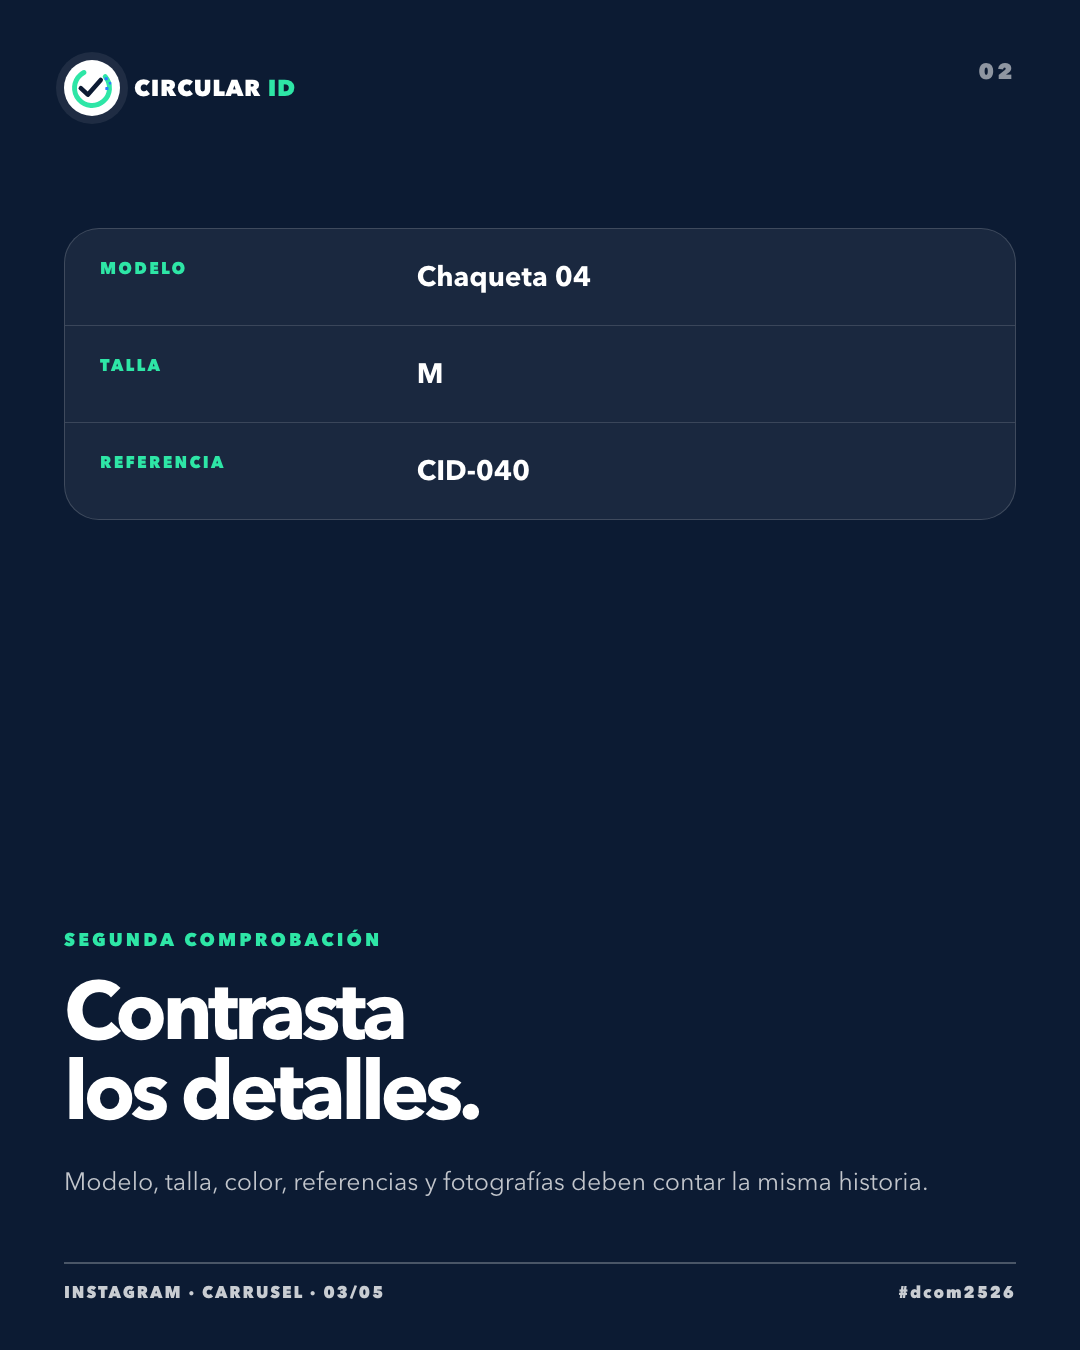 CIRCULAR ID
02
MODELO Chaqueta 04
TALLA M
REFERENCIA CID-040
SEGUNDA COMPROBACIÓN
Contrasta
los detalles.
Modelo, talla, color, referencias y fotografías deben contar la misma historia.
INSTAGRAM · CARRUSEL · 03/05 #dcom2526